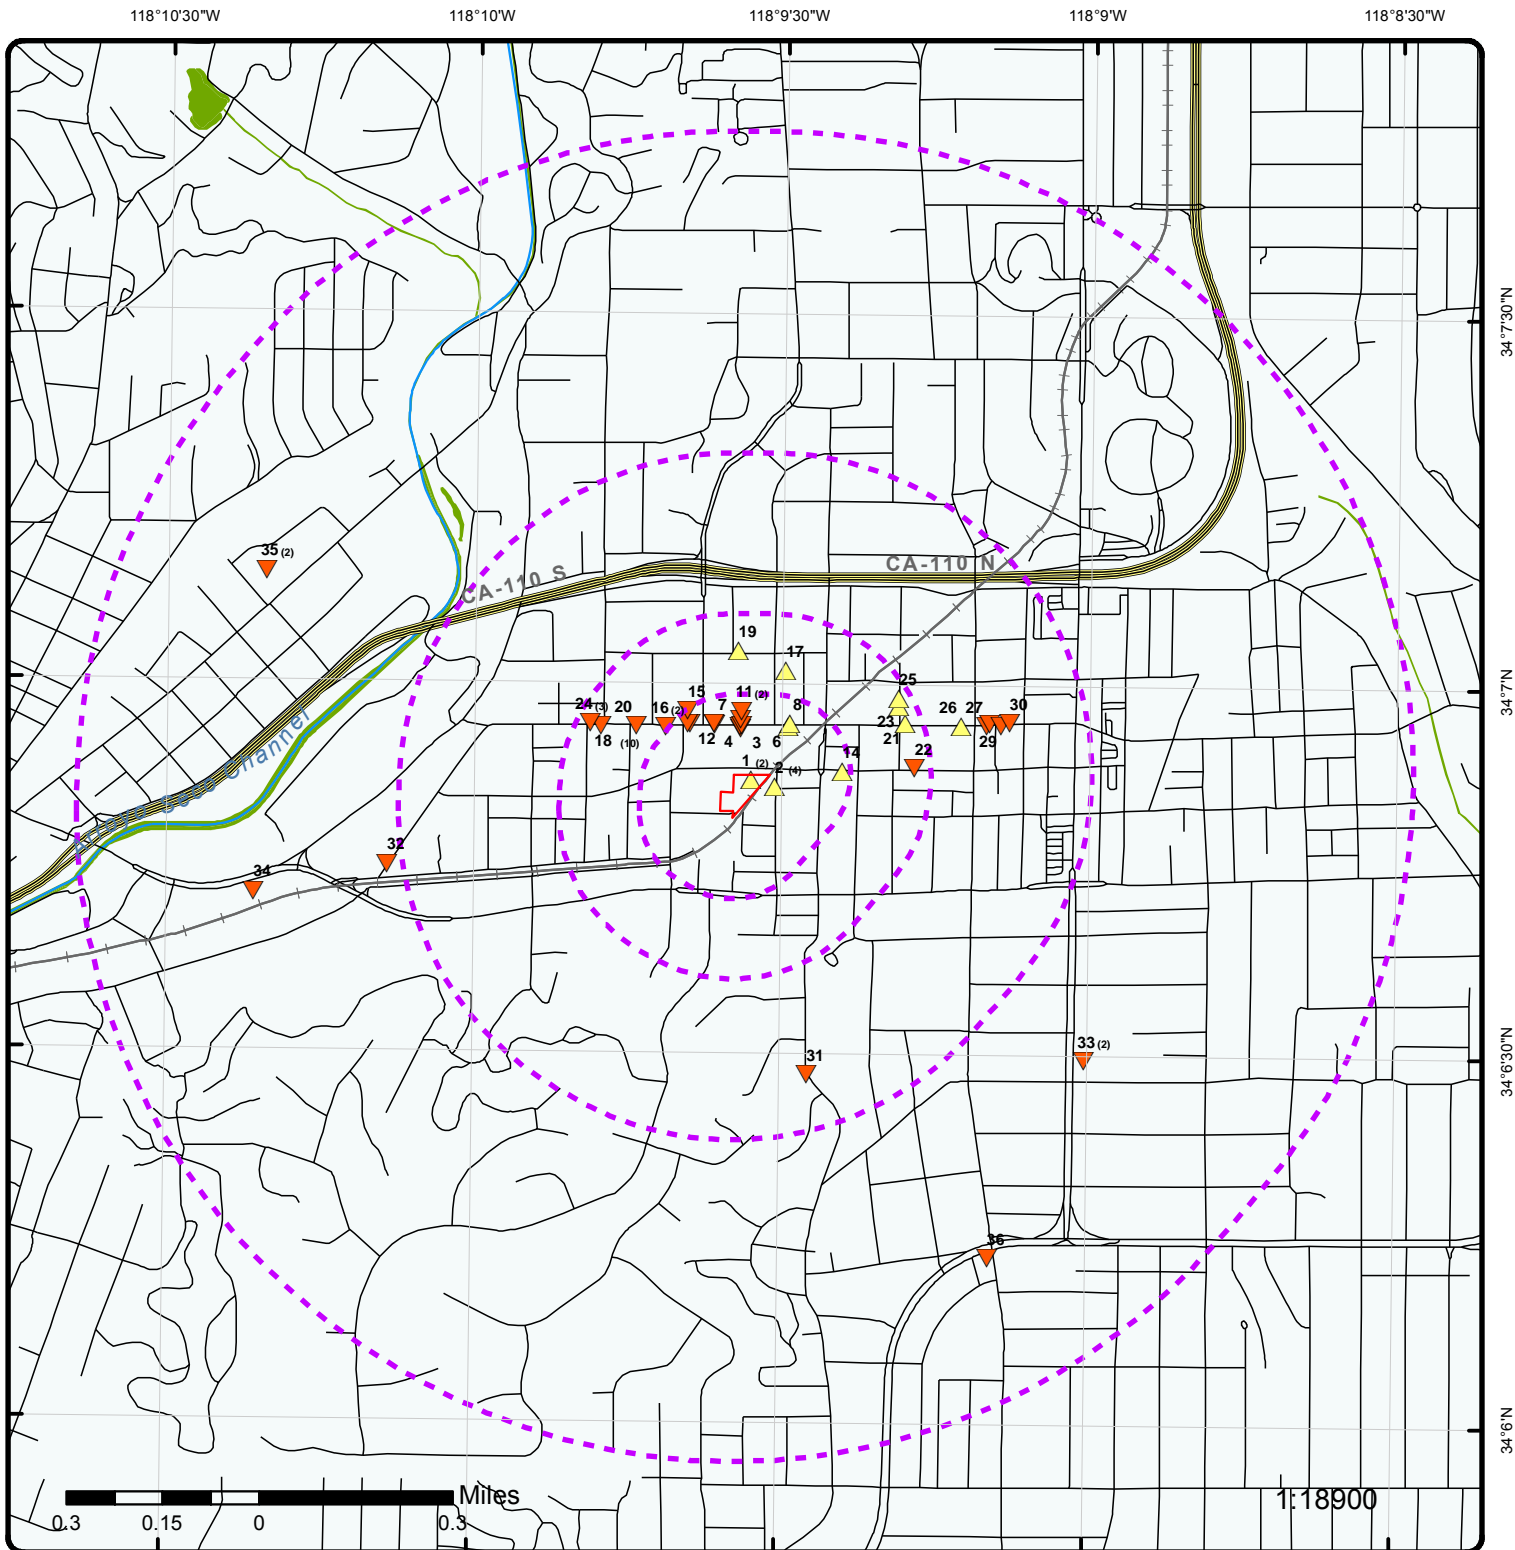 118°10'30"W 118°10'W 118°9'30"W 118°9'W 118°8'30"W
34°7'30"N
35 (2)
CA-110 S
CA-110 N
19
17
25
34°7'N
24 (3) 20 16 (2) 15 7 11 (2) 8 23 26 27 30
18 (10) 12 4 3 6 21 29
22
14
1 (2)
2 (4)
Channel
32
34
31
33 (2)
34°6'30"N
36
34°6'N
Miles
0.3 0.15 0 0.3
1:18900